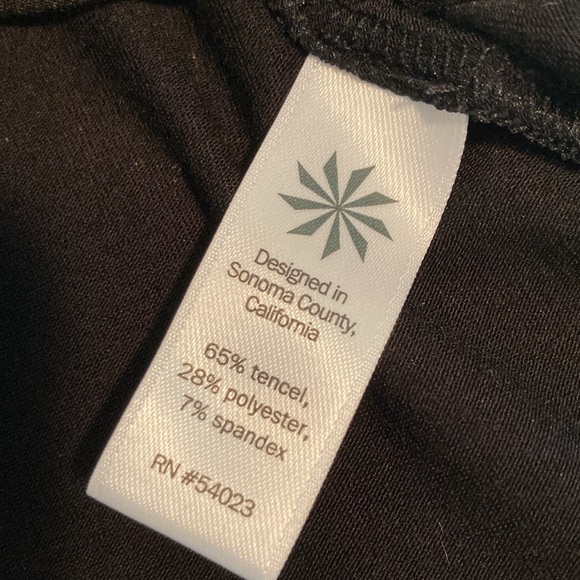 Designed in
Sonoma County,
California
65% tencel,
28% polyester,
7% spandex
RN #54023